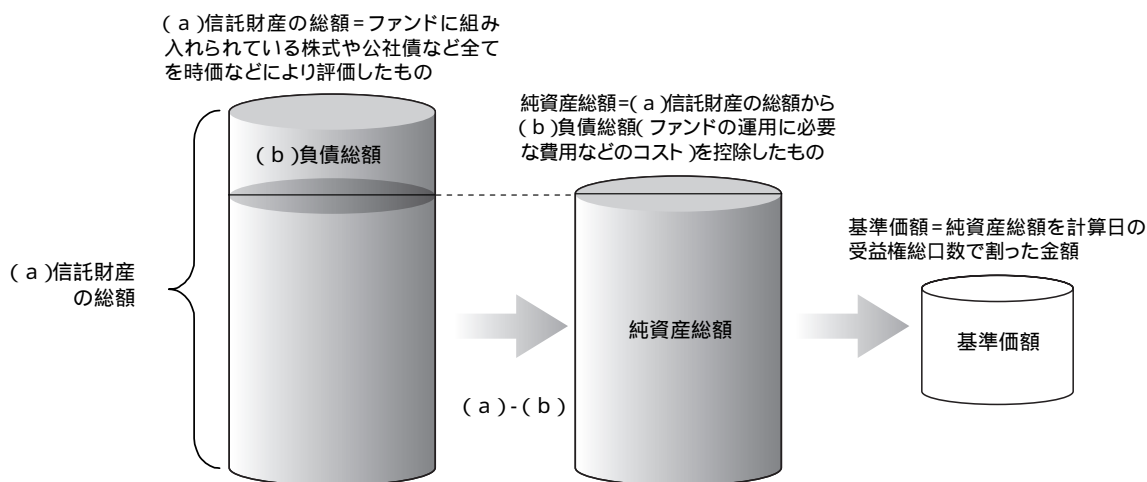 (a)信託財産の総額=ファンドに組み
入れられている株式や公社債など全て
を時価などにより評価したもの
(b)負債総額
(a)信託財産
の総額
純資産総額=(a)信託財産の総額から
(b)負債総額(ファンドの運用に必要
な費用などのコスト)を控除したもの
純資産総額
(a)-(b)
基準価額=純資産総額を計算日の
受益権総口数で割った金額
基準価額